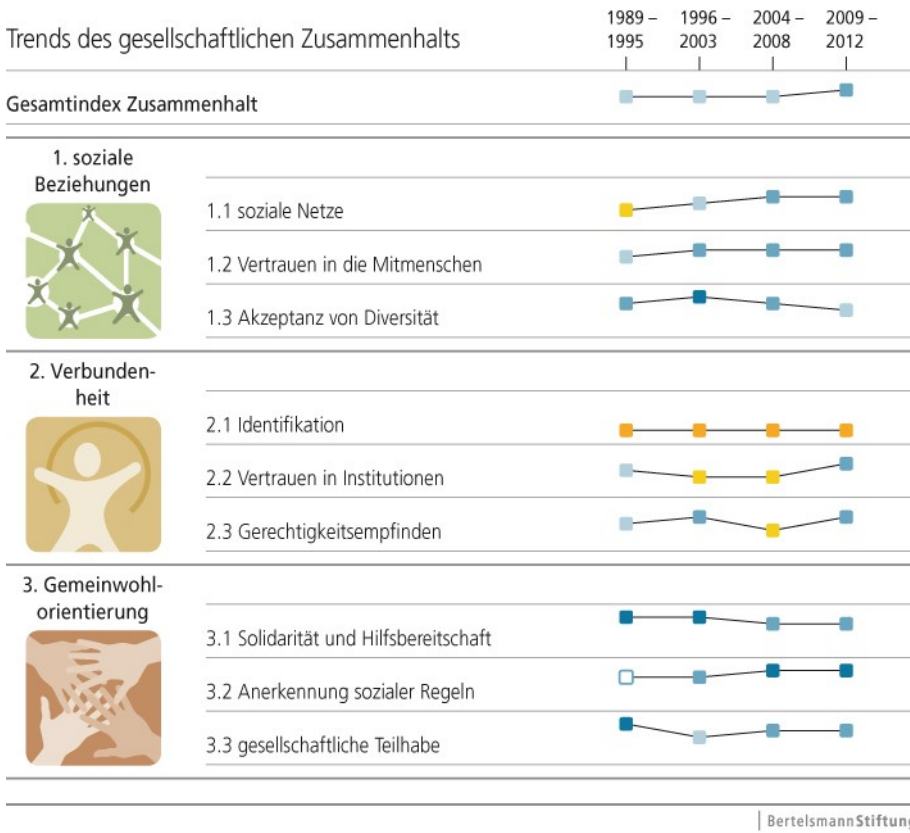 Trends des gesellschaftlichen Zusammenhalts
1989 – 1996 – 2004 – 2009 –
1995 2003 2008 2012
Gesamtindex Zusammenhalt
1. soziale
Beziehungen
1.1 soziale Netze
1.2 Vertrauen in die Mitmenschen
1.3 Akzeptanz von Diversität
2. Verbunden-
heit
2.1 Identifikation
2.2 Vertrauen in Institutionen
2.3 Gerechtigkeitsempfinden
3. Gemeinwohl-
orientierung
3.1 Solidarität und Hilfsbereitschaft
3.2 Anerkennung sozialer Regeln
3.3 gesellschaftliche Teilhabe
BertelsmannStiftung